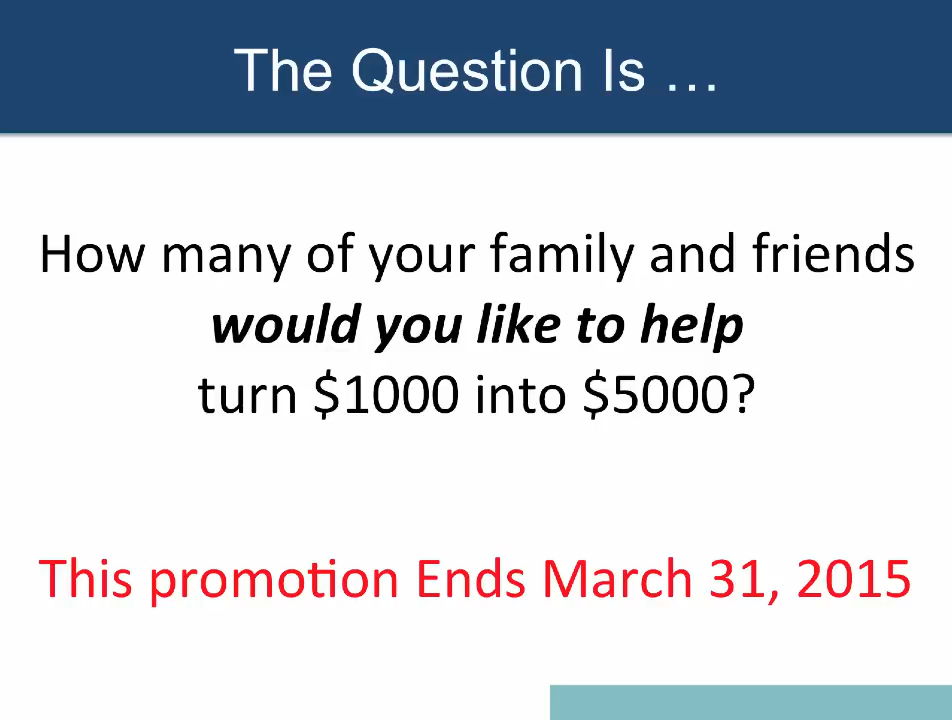 The Question Is …
How many of your family and friends
would you like to help
turn $1000 into $5000?
This promotion Ends March 31, 2015